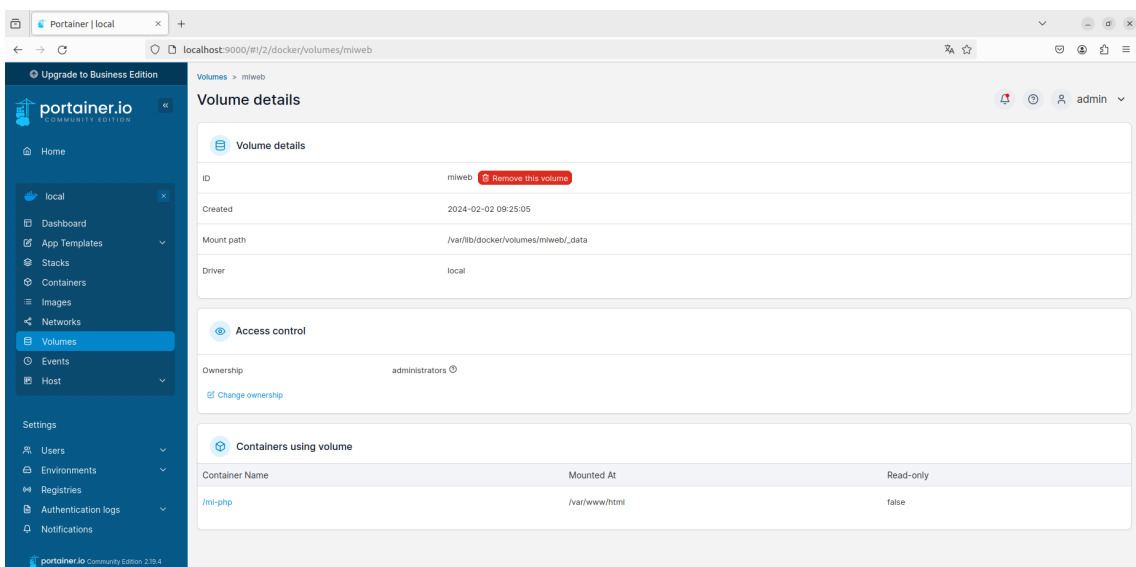 Portainer | local
localhost:9000/#!/2/docker/volumes/miweb
Upgrade to Business Edition
portainer.io
COMMUNITY EDITION
Home
local
Dashboard
App Templates
Stacks
Containers
Images
Networks
Volumes
Events
Host
Settings
Users
Environments
Registries
Authentication logs
Notifications
portainer.io Community Edition 2.19.4
Volumes > miweb
Volume details
admin
Volume details
ID miweb Remove this volume
Created 2024-02-02 09:25:05
Mount path /var/lib/docker/volumes/miweb/_data
Driver local
Access control
Ownership administrators
Change ownership
Containers using volume
Container Name Mounted At Read-only
/mi-php /var/www/html false